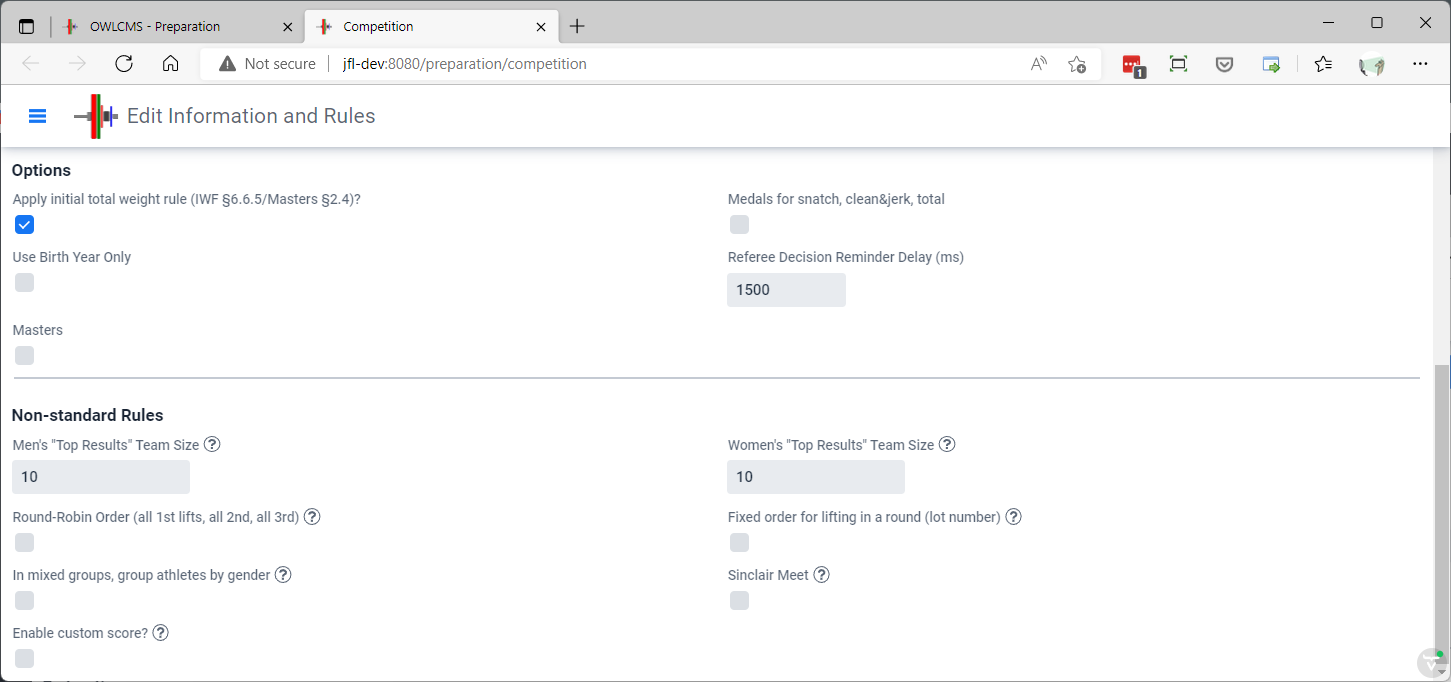 OWLCMS - Preparation
Competition
Not secure
jfl-dev:8080/preparation/competition
1
Edit Information and Rules
Options
Apply initial total weight rule (IWF §6.6.5/Masters §2.4)?
Medals for snatch, clean&jerk, total
Use Birth Year Only
Referee Decision Reminder Delay (ms)
1500
Masters
Non-standard Rules
Men's "Top Results" Team Size ?
Women's "Top Results" Team Size ?
10
10
Round-Robin Order (all 1st lifts, all 2nd, all 3rd) ?
Fixed order for lifting in a round (lot number) ?
In mixed groups, group athletes by gender ?
Sinclair Meet ?
Enable custom score? ?